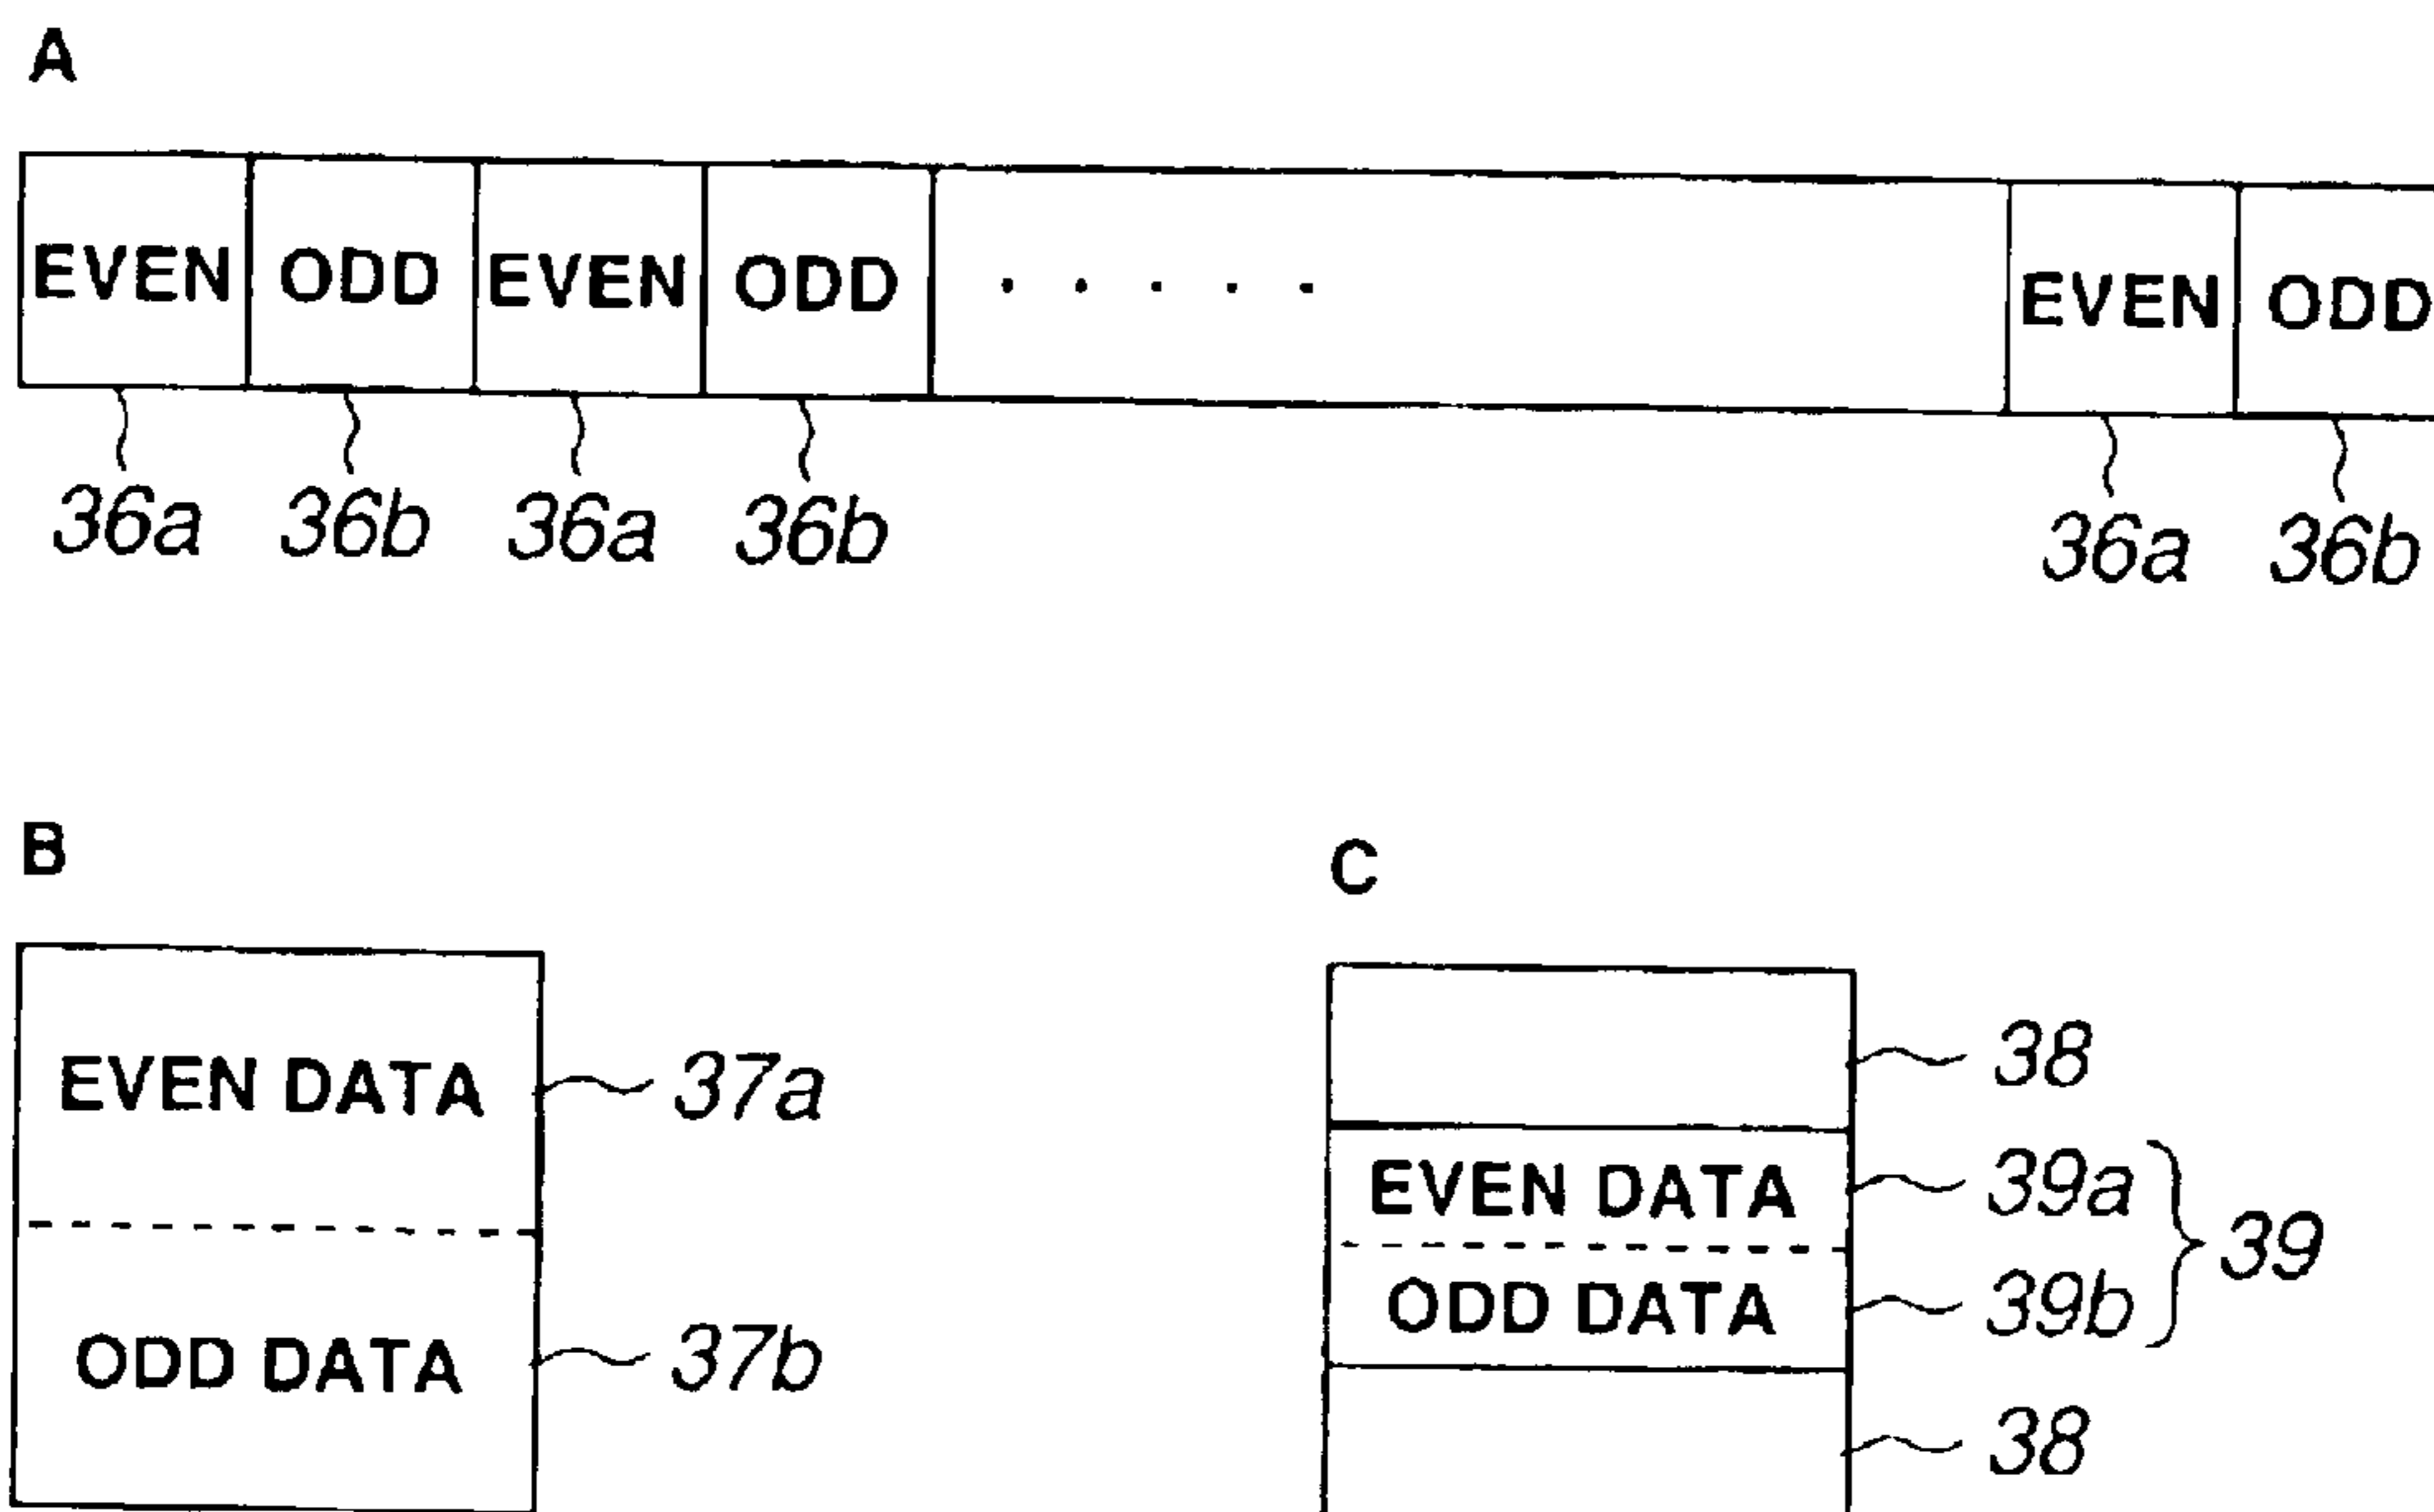 A
EVEN ODD EVEN ODD . . . . . EVEN ODD
36a 36b 36a 36b 36a 36b
B
EVEN DATA 37a
ODD DATA 37b
C
38
EVEN DATA 39a
39
ODD DATA 39b
38